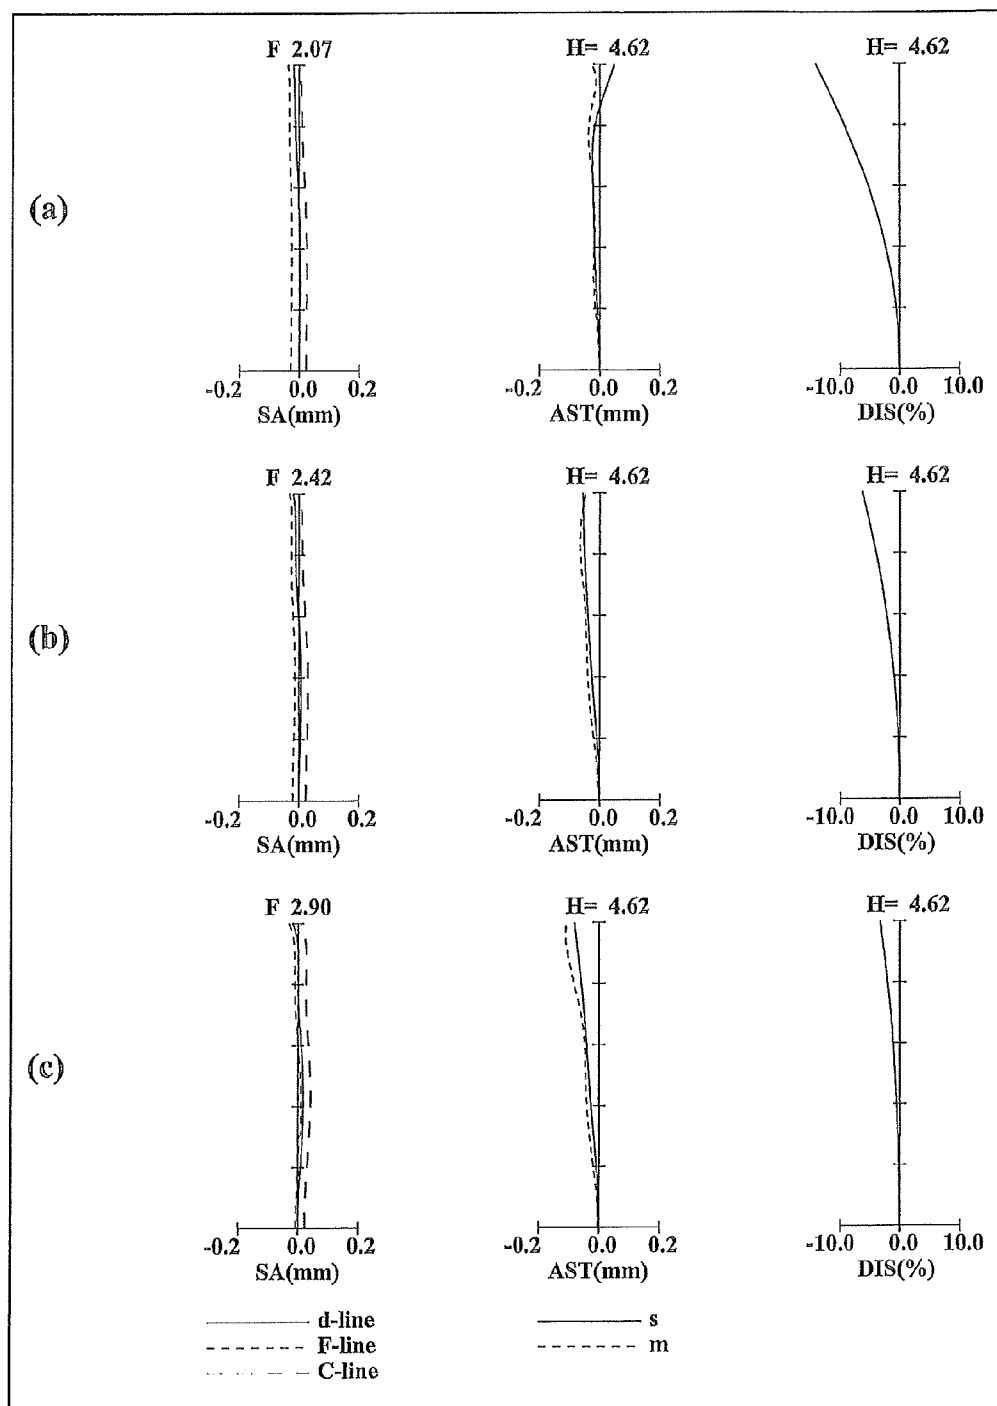 F 2.07 H= 4.62 H= 4.62
(a)
-0.2 0.0 0.2 -0.2 0.0 0.2 -10.0 0.0 10.0
SA(mm) AST(mm) DIS(%)
F 2.42 H= 4.62 H= 4.62
(b)
-0.2 0.0 0.2 -0.2 0.0 0.2 -10.0 0.0 10.0
SA(mm) AST(mm) DIS(%)
F 2.90 H= 4.62 H= 4.62
(c)
-0.2 0.0 0.2 -0.2 0.0 0.2 -10.0 0.0 10.0
SA(mm) AST(mm) DIS(%)
d-line s
F-line m
C-line